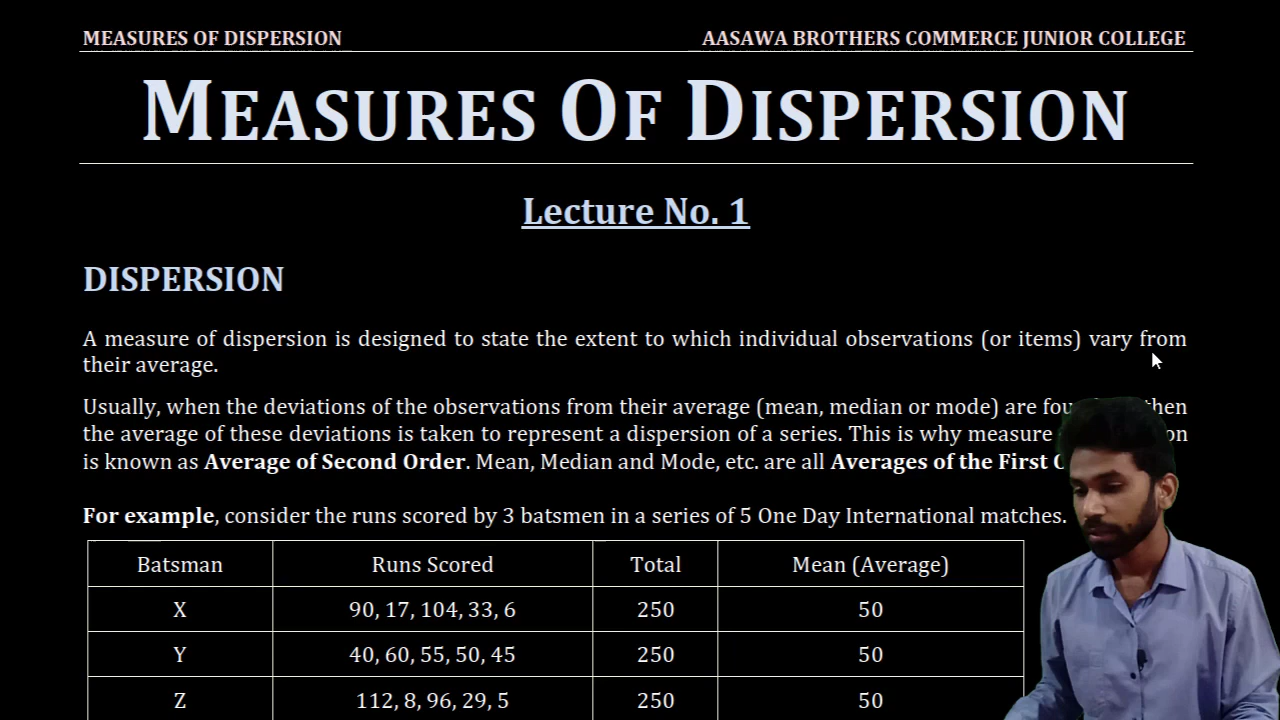 MEASURES OF DISPERSION AASAWA BROTHERS COMMERCE JUNIOR COLLEGE
MEASURES OF DISPERSION
Lecture No. 1
DISPERSION
A measure of dispersion is designed to state the extent to which individual observations (or items) vary from
their average.
Usually, when the deviations of the observations from their average (mean, median or mode) are then
the average of these deviations is taken to represent a dispersion of a series. This is why measure
is known as Average of Second Order. Mean, Median and Mode, etc. are all Averages of the First
For example, consider the runs scored by 3 batsmen in a series of 5 One Day International matches.
Batsman Runs Scored Total Mean (Average)
X 90, 17, 104, 33, 6 250 50
Y 40, 60, 55, 50, 45 250 50
Z 112, 8, 96, 29, 5 250 50